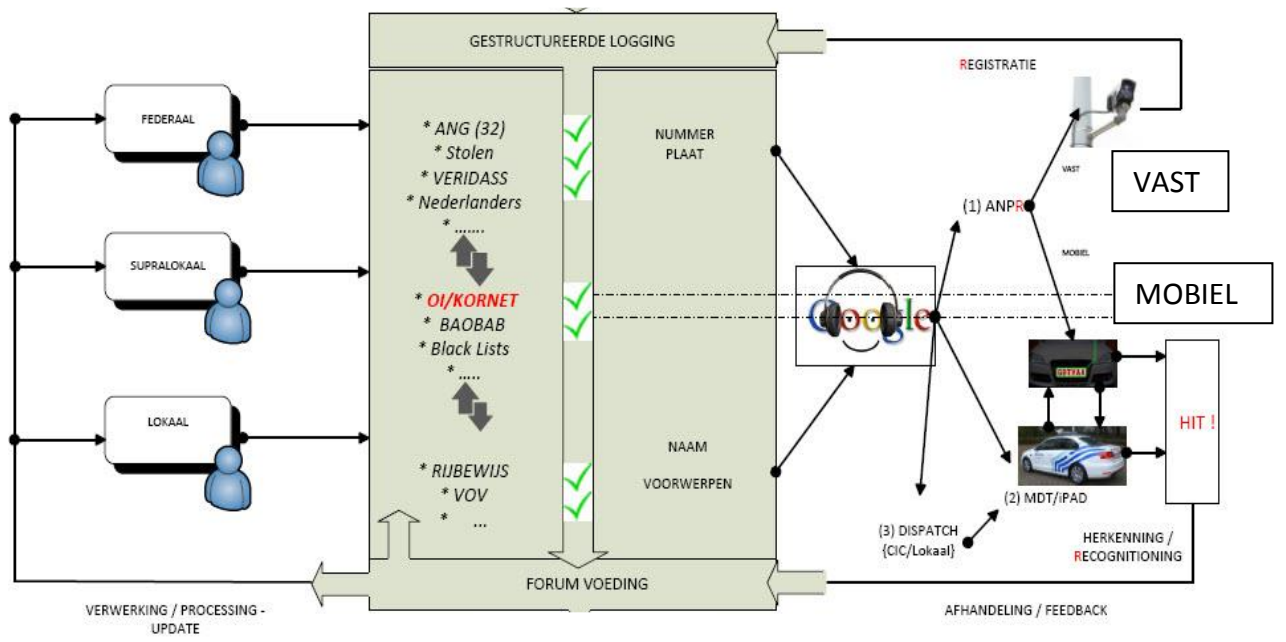 GESTRUCTUREERDE LOGGING
REGISTRATIE
FEDERAAL
* ANG (32)
* Stolen
* VERIDASS
* Nederlanders
* .......
NUMMER
PLAAT
VAST
VAST
(1) ANPR
SUPRALOKAAL
MOBIEL
MOBIEL
* OI/KORNET
* BAOBAB
* Black Lists
* .....
Google
GBTYAA
HIT !
LOKAAL
* RIJBEWIJS
* VOV
* ...
NAAM
VOORWERPEN
(2) MDT/iPAD
(3) DISPATCH
{CIC/Lokaal}
HERKENNING /
RECOGNITIONING
FORUM VOEDING
VERWERKING / PROCESSING -
UPDATE
AFHANDELING / FEEDBACK